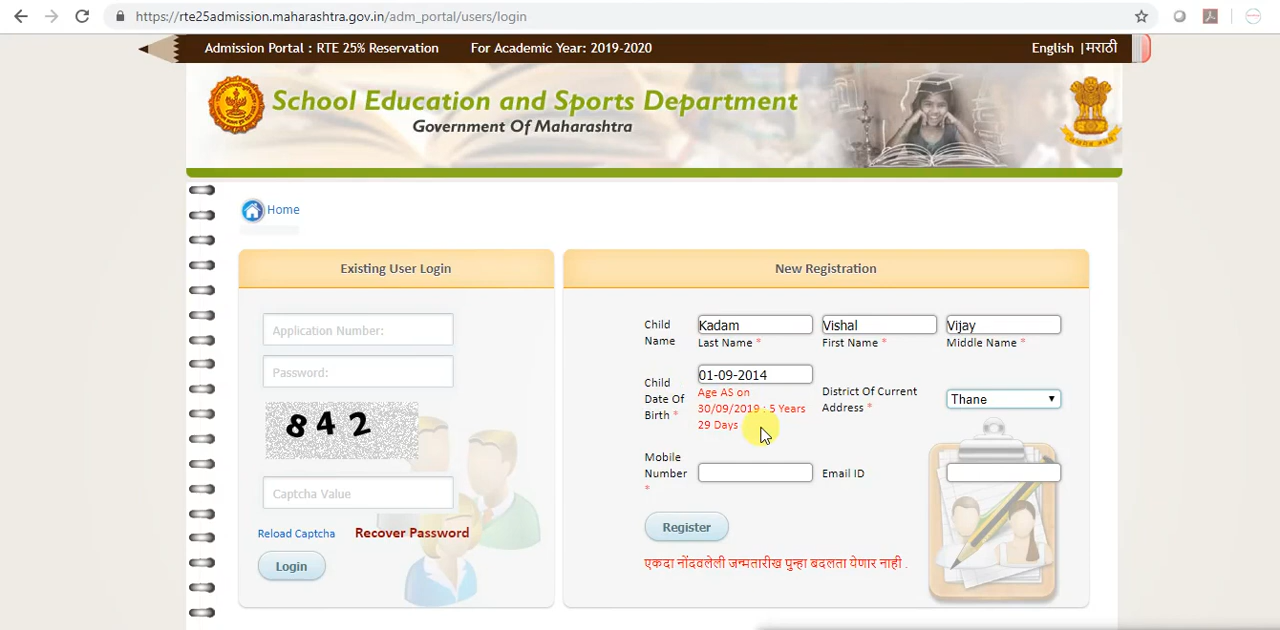 https://rte25admission.maharashtra.gov.in/adm_portal/users/login
Admission Portal : RTE 25% Reservation For Academic Year: 2019-2020 English |मराठी
School Education and Sports Department
Government Of Maharashtra
Home
Existing User Login
Application Number:
Password:
842
Captcha Value
Reload Captcha Recover Password
Login
New Registration
Child Name
Kadam Vishal Vijay
Last Name * First Name * Middle Name *
Child Date Of Birth *
01-09-2014
Age AS on
30/09/2019 : 5 Years
29 Days
District Of Current
Address *
Thane
Mobile
Number
*
Email ID
Register
एकदा नोंदवलेली जन्मतारीख पुन्हा बदलता येणार नाही .